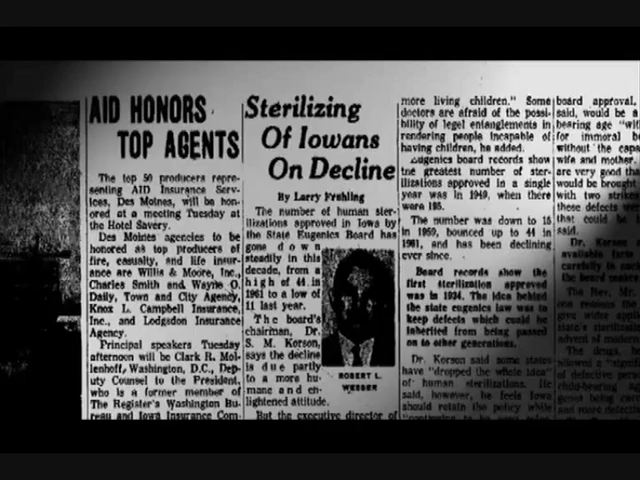 AID HONORS
TOP AGENTS
The top 50 producers repre-
senting AID Insurance Serv-
ices, Des Moines, will be hon-
ored at a meeting Tuesday at
the Hotel Savery.
Des Moines agencies to be
honored as top producers of
fire, casualty, and life insur-
ance are Willis & Moore, Inc.,
Charles Smith and Wayne O.
Daily, Town and City Agency,
Knox L. Campbell Insurance,
Inc., and Lodgsdon Insurance
Agency.
Principal speakers Tuesday
afternoon will be Clark R. Mol-
lenhoff, Washington, D.C., Dep-
uty Counsel to the President,
who is a former member of
The Register's Washington Bu-
reau and Iowa Insurance Com-
Sterilizing
Of Iowans
On Decline
By Larry Fruhling
The number of human ster-
ilizations approved in Iowa by
the State Eugenics Board has
gone down
steadily in this
decade, from a
high of 44 in
1961 to a low of
11 last year.
The board's
chairman, Dr.
S. M. Korson,
says the decline
is due partly
to a more hu-
mane and en-
lightened attitude.
But the executive director of
ROBERT L.
WEBBER
more living children." Some
doctors are afraid of the possi-
bility of legal entanglements in
rendering people incapable of
having children, he added.
Eugenics board records show
the greatest number of ster-
ilizations approved in a single
year was in 1949, when there
were 195.
The number was down to 15
in 1959, bounced up to 44 in
1961, and has been declining
ever since.
Board records show the
first sterilization approved
was in 1934. The idea behind
the state eugenics law was to
keep defects which could be
inherited from being passed
on to other generations.
Dr. Korson said some states
have "dropped the whole idea"
of human sterilizations. He
said, however, he feels Iowa
should retain the policy while
board approval,
said, would be a
bearing age
for immoral be
without the capa
wife and mother.
are very good tha
would be brought
with two strikes
these defects
that could be
said.
Dr. Korson
available
carefully in
the board
The Rev. Mr.
give wider
state's